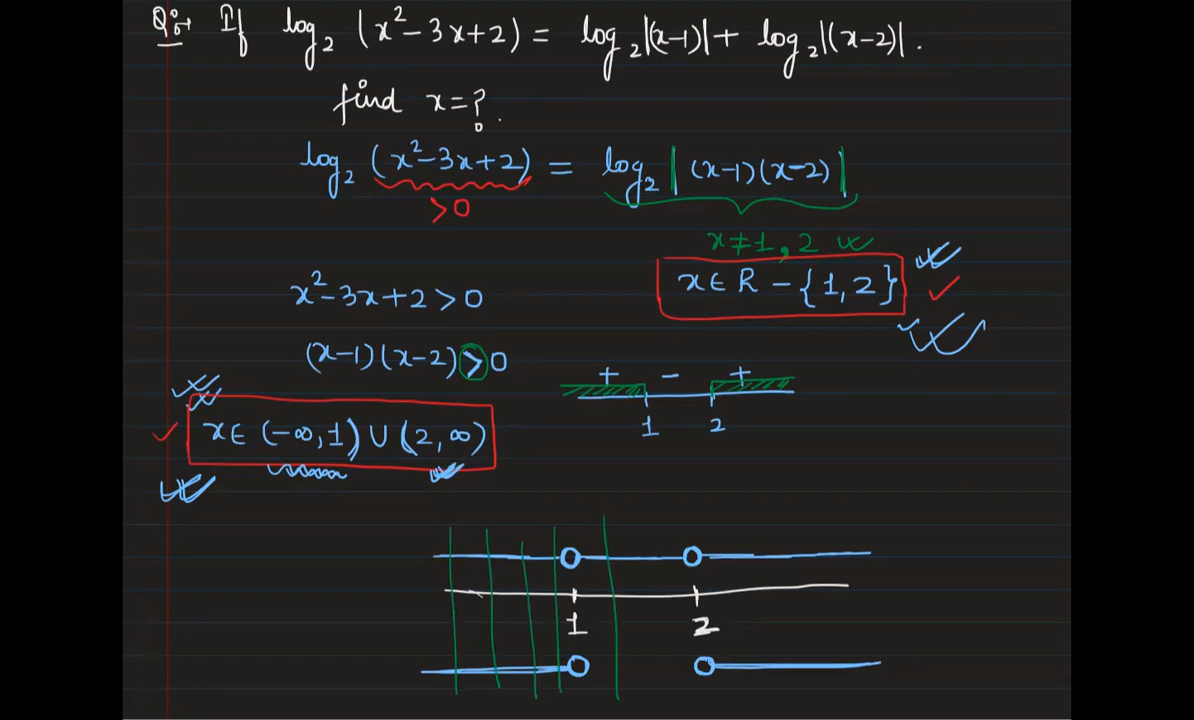 Qs:→ If log₂ (x²-3x+2) = log₂|(x-1)| + log₂|(x-2)|.
find x=?.
log₂ (x²-3x+2) = log₂ |(x-1)(x-2)|
>0
x≠1,2
x²-3x+2>0
x∈R-{1,2}
(x-1)(x-2)>0
+ - +
1 2
x∈(-∞,1)∪(2,∞)
1 2